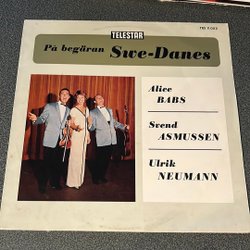 TELESTAR
På begäran Swe-Danes
Alice
BABS
Svend
ASMUSSEN
Ulrik
NEUMANN